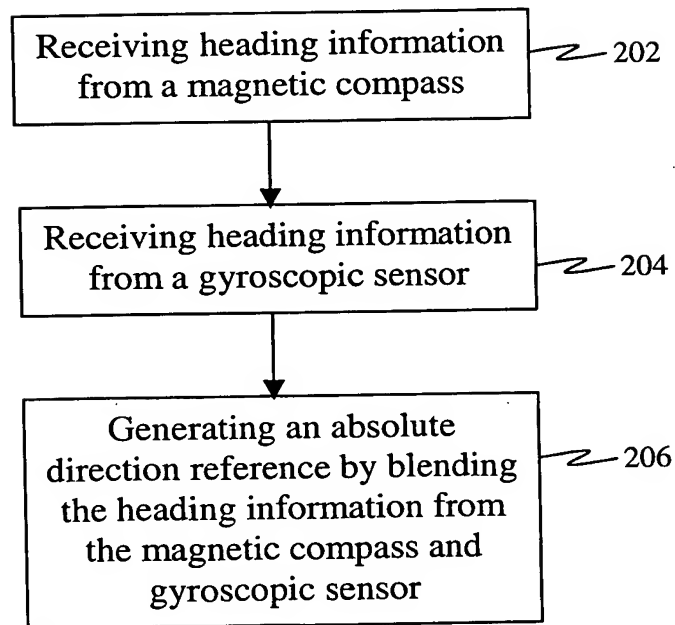 Receiving heading information
from a magnetic compass
202
Receiving heading information
from a gyroscopic sensor
204
Generating an absolute
direction reference by blending
the heading information from
the magnetic compass and
gyroscopic sensor
206